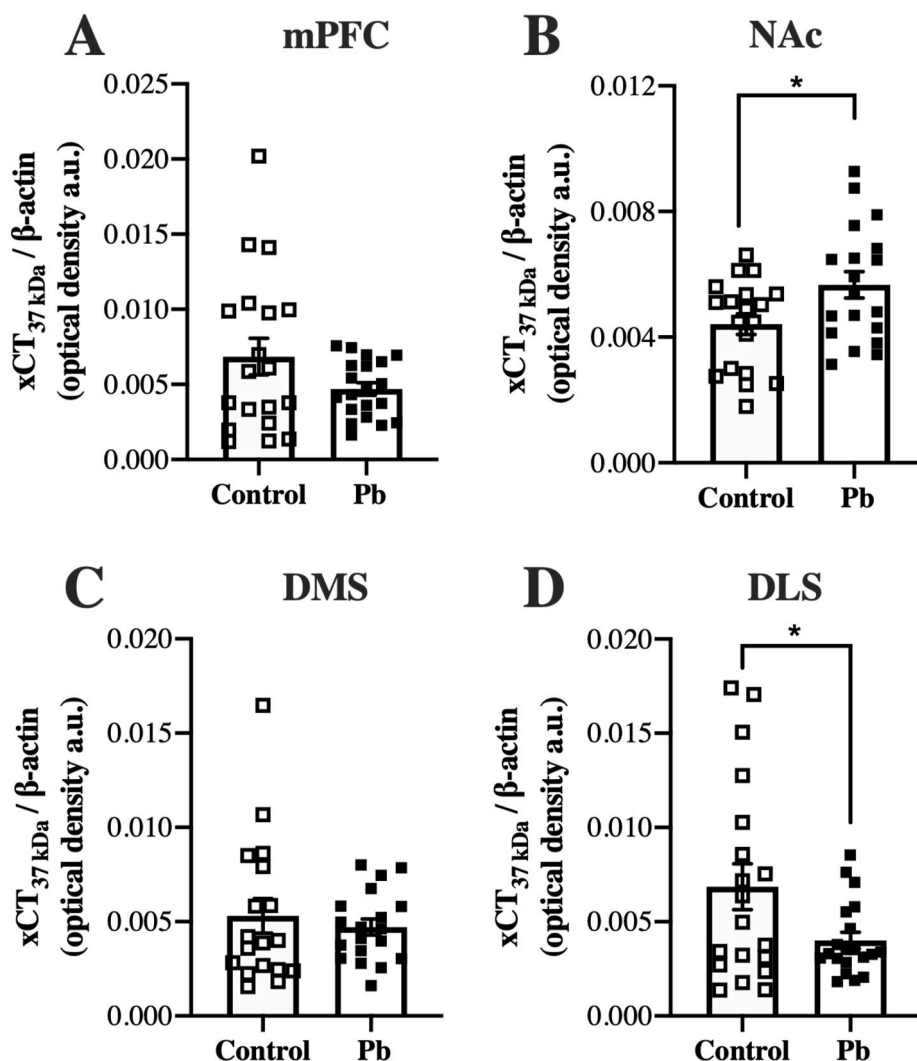 A
mPFC
xCT37 kDa / β-actin
(optical density a.u.)
0.025
0.020
0.015
0.010
0.005
0.000
Control
Pb
B
NAc
xCT37 kDa / β-actin
(optical density a.u.)
0.012
0.008
0.004
0.000
*
Control
Pb
C
DMS
xCT37 kDa / β-actin
(optical density a.u.)
0.020
0.015
0.010
0.005
0.000
Control
Pb
D
DLS
xCT37 kDa / β-actin
(optical density a.u.)
0.020
0.015
0.010
0.005
0.000
*
Control
Pb